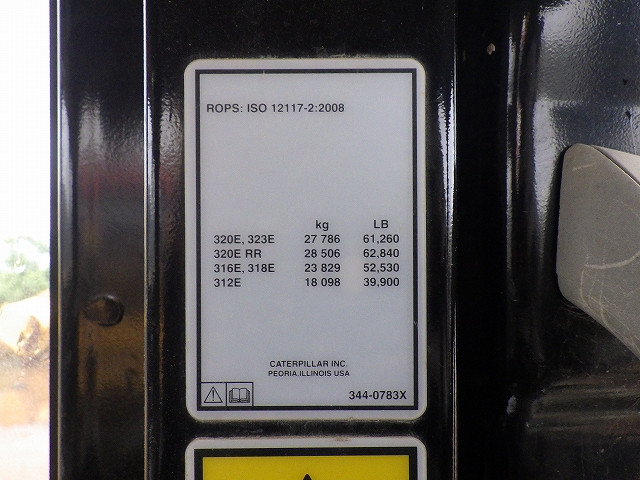 ROPS: ISO 12117-2:2008
kg LB
320E, 323E 27 786 61,260
320E RR 28 506 62,840
316E, 318E 23 829 52,530
312E 18 098 39,900
CATERPILLAR INC.
PEORIA.ILLINOIS USA
344-0783X